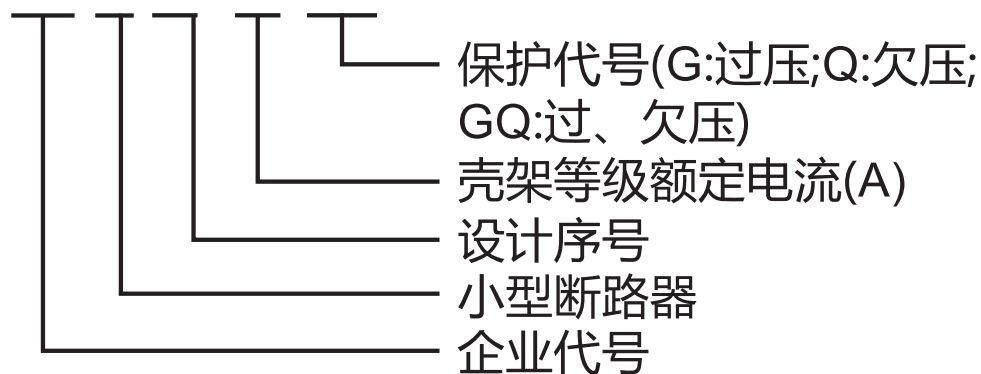 保护代号(G:过压;Q:欠压;
GQ:过、欠压)
壳架等级额定电流(A)
设计序号
小型断路器
企业代号